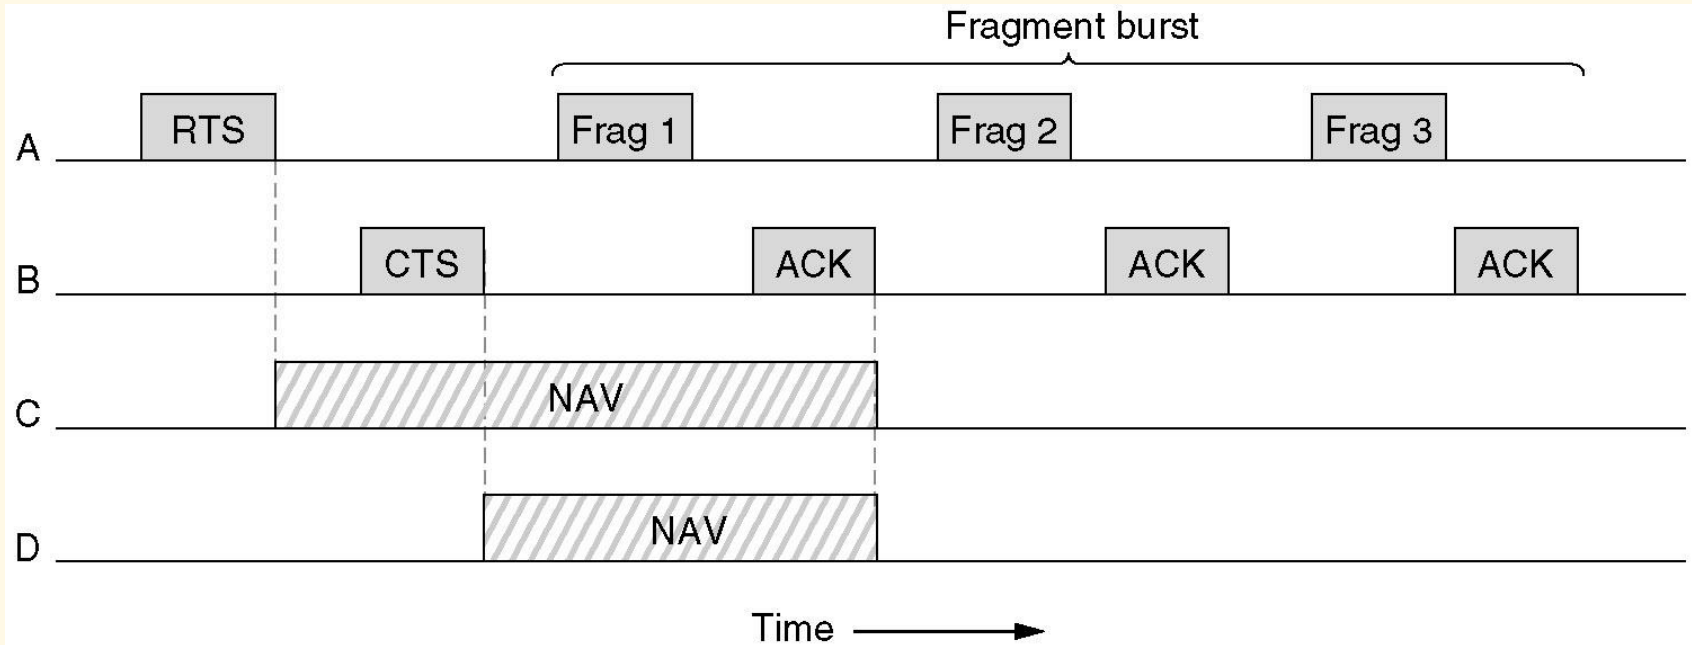 Fragment burst
A RTS Frag 1 Frag 2 Frag 3
B CTS ACK ACK ACK
C NAV
D NAV
Time